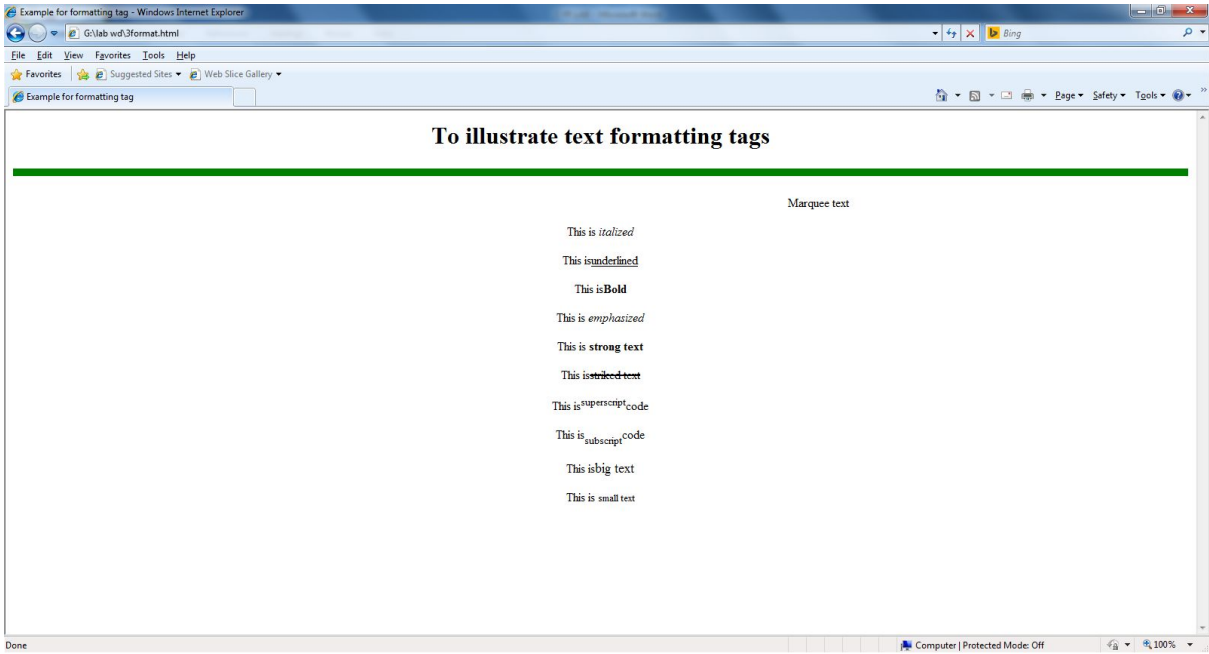 Example for formatting tag - Windows Internet Explorer
G:\lab wd\3format.html
Bing
File Edit View Favorites Tools Help
Favorites Suggested Sites Web Slice Gallery
Example for formatting tag
Page Safety Tools
To illustrate text formatting tags
Marquee text
This is italized
This isunderlined
This isBold
This is emphasized
This is strong text
This isstriked text
This issuperscriptcode
This issubscriptcode
This isbig text
This is small text
Done
Computer | Protected Mode: Off
100%